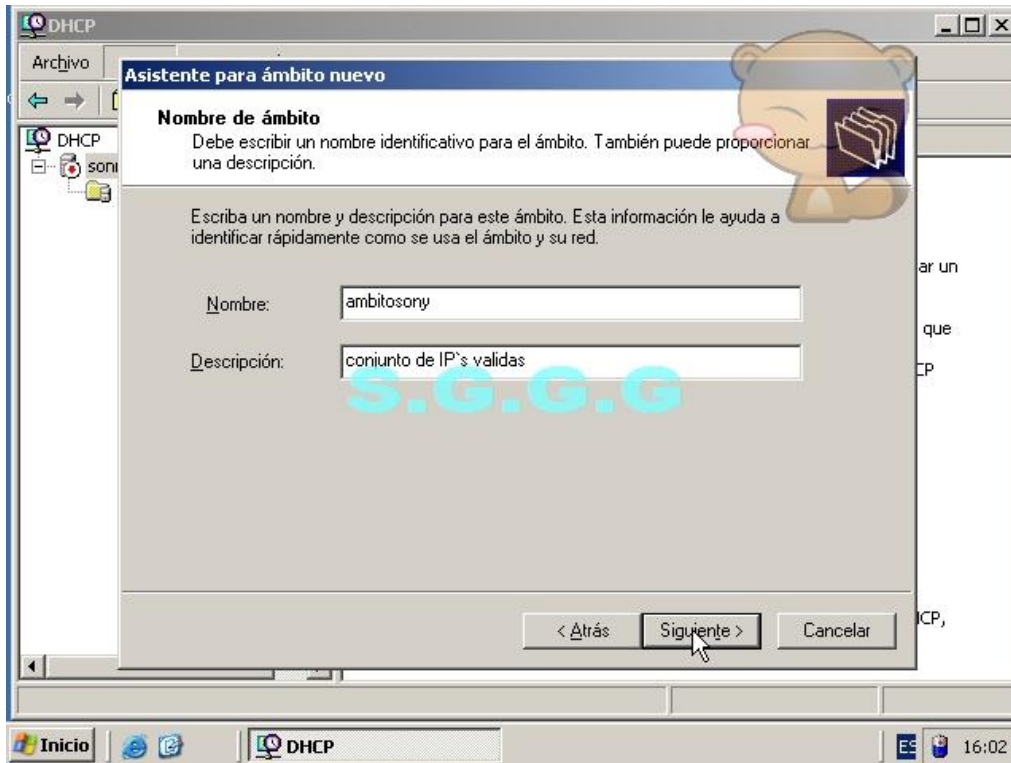 DHCP
Archivo
Asistente para ámbito nuevo
Nombre de ámbito
Debe escribir un nombre identificativo para el ámbito. También puede proporcionar
una descripción.
DHCP
Escriba un nombre y descripción para este ámbito. Esta información le ayuda a
identificar rápidamente como se usa el ámbito y su red.
ar un
Nombre: ambitosony
que
Descripción: conjunto de IP`s validas
CP
S.G.G.G
< Atrás Siguiente > Cancelar
ICP,
Inicio DHCP ES 16:02